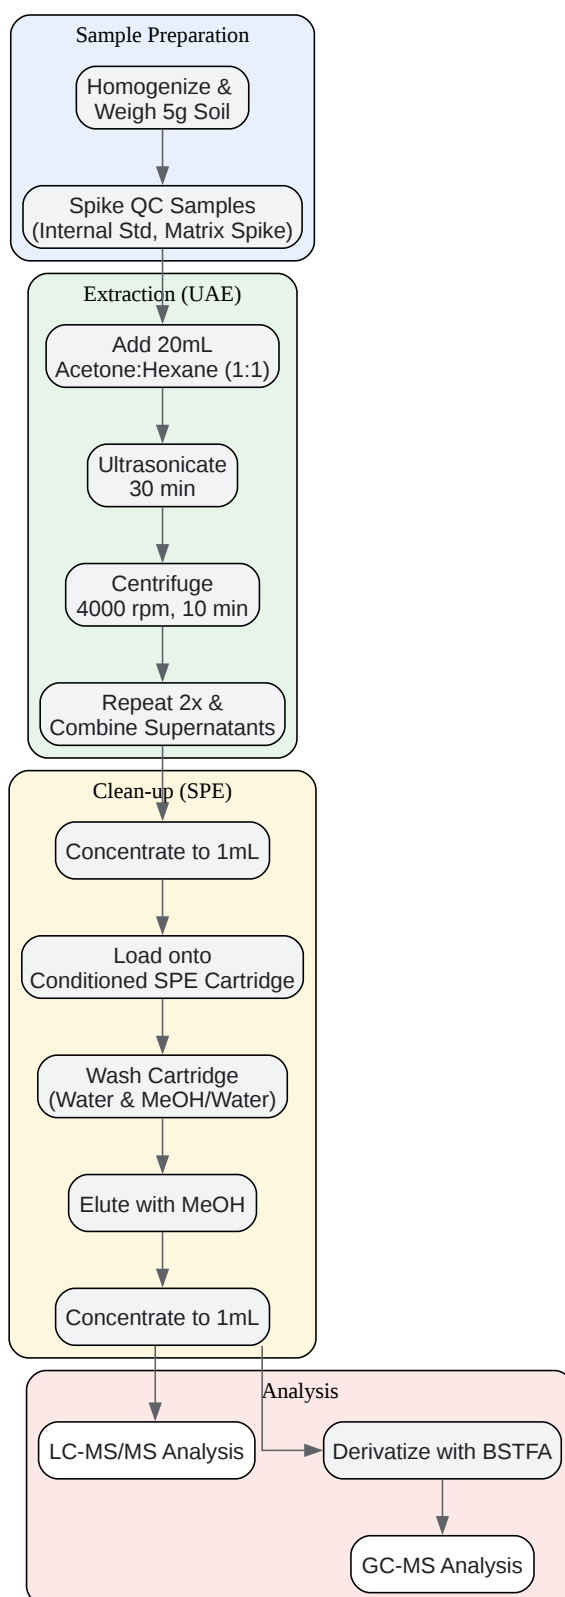 Sample Preparation
Homogenize &
Weigh 5g Soil
Spike QC Samples
(Internal Std, Matrix Spike)
Extraction (UAE)
Add 20mL
Acetone:Hexane (1:1)
Ultrasonicate
30 min
Centrifuge
4000 rpm, 10 min
Repeat 2x &
Combine Supernatants
Clean-up (SPE)
Concentrate to 1mL
Load onto
Conditioned SPE Cartridge
Wash Cartridge
(Water & MeOH/Water)
Elute with MeOH
Concentrate to 1mL
Analysis
LC-MS/MS Analysis
Derivatize with BSTFA
GC-MS Analysis